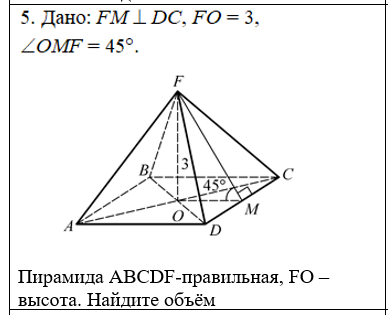 5. Дано: FM ⊥ DC, FO = 3,
∠OMF = 45°.
F
B
3
C
45°
O
M
A
D
Пирамида ABCDF-правильная, FO –
высота. Найдите объём